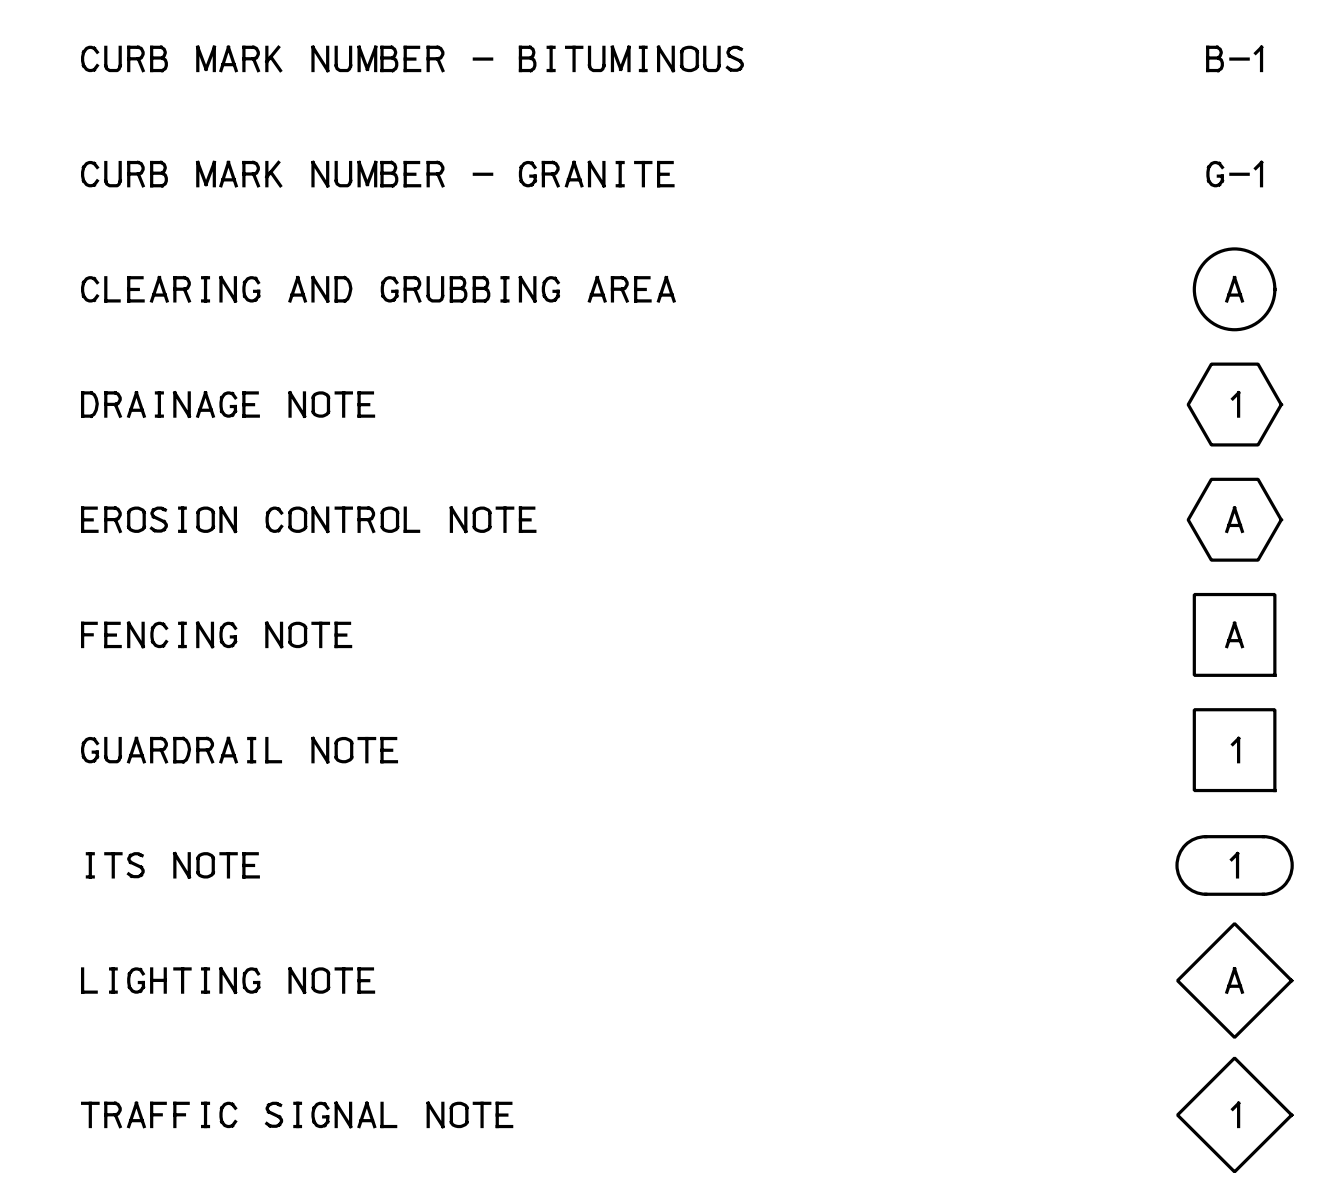 CURB MARK NUMBER - BITUMINOUS B-1
CURB MARK NUMBER - GRANITE G-1
CLEARING AND GRUBBING AREA A
DRAINAGE NOTE 1
EROSION CONTROL NOTE A
FENCING NOTE A
GUARDRAIL NOTE 1
ITS NOTE 1
LIGHTING NOTE A
TRAFFIC SIGNAL NOTE 1